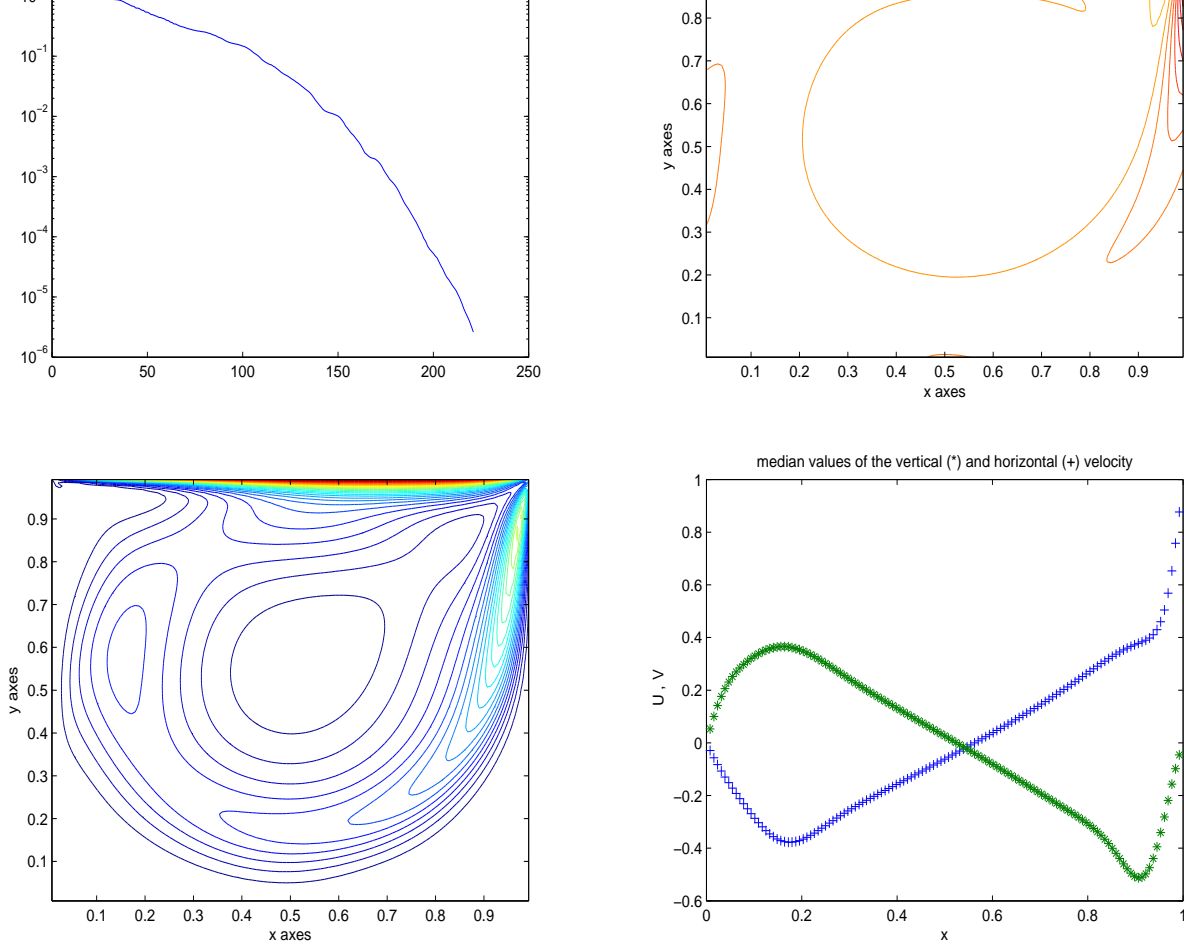 10^-1
10^-2
10^-3
10^-4
10^-5
10^-6
0 50 100 150 200 250
0.8
0.7
0.6
0.5
0.4
0.3
0.2
0.1
y axes
0.1 0.2 0.3 0.4 0.5 0.6 0.7 0.8 0.9
x axes
0.9
0.8
0.7
0.6
0.5
0.4
0.3
0.2
0.1
y axes
0.1 0.2 0.3 0.4 0.5 0.6 0.7 0.8 0.9
x axes
median values of the vertical (*) and horizontal (+) velocity
1
0.8
0.6
0.4
0.2
0
−0.2
−0.4
−0.6
U , V
0 0.2 0.4 0.6 0.8 1
x